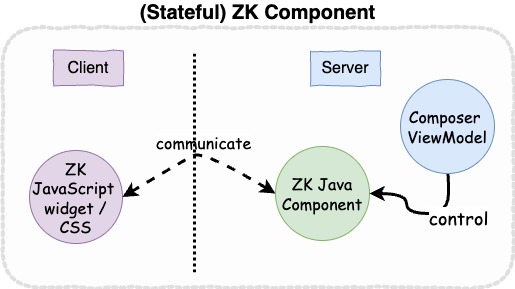 (Stateful) ZK Component
Client
Server
Composer
ViewModel
communicate
ZK
JavaScript
widget /
CSS
ZK Java
Component
control